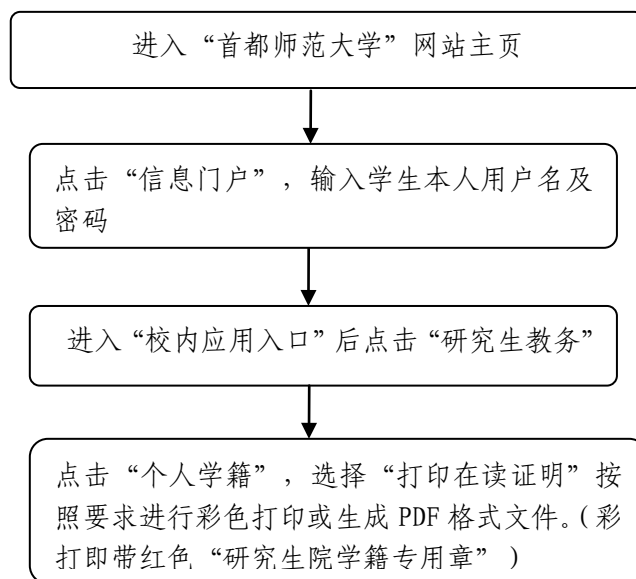 进入“首都师范大学”网站主页
点击“信息门户”，输入学生本人用户名及
密码
进入“校内应用入口”后点击“研究生教务”
点击“个人学籍”，选择“打印在读证明”按
照要求进行彩色打印或生成 PDF 格式文件。(彩
打即带红色“研究生院学籍专用章”)